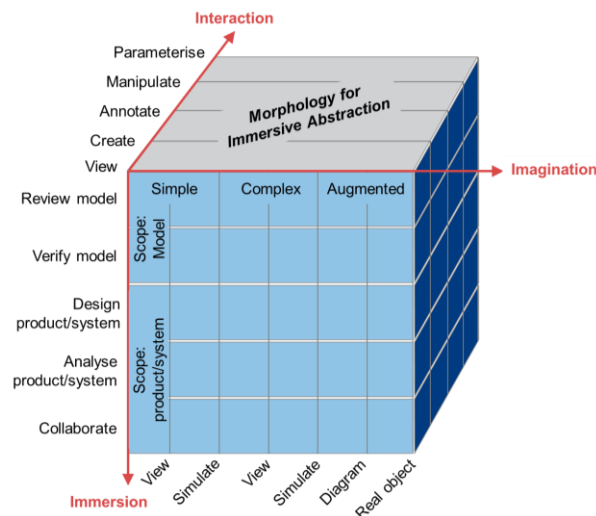 Interaction
Parameterise
Manipulate
Annotate
Create
View
Morphology for
Immersive Abstraction
Imagination
Simple
Complex
Augmented
Review model
Verify model
Scope:
Model
Design
product/system
Analyse
product/system
Collaborate
Scope:
product/system
View
Simulate
View
Simulate
Diagram
Real object
Immersion